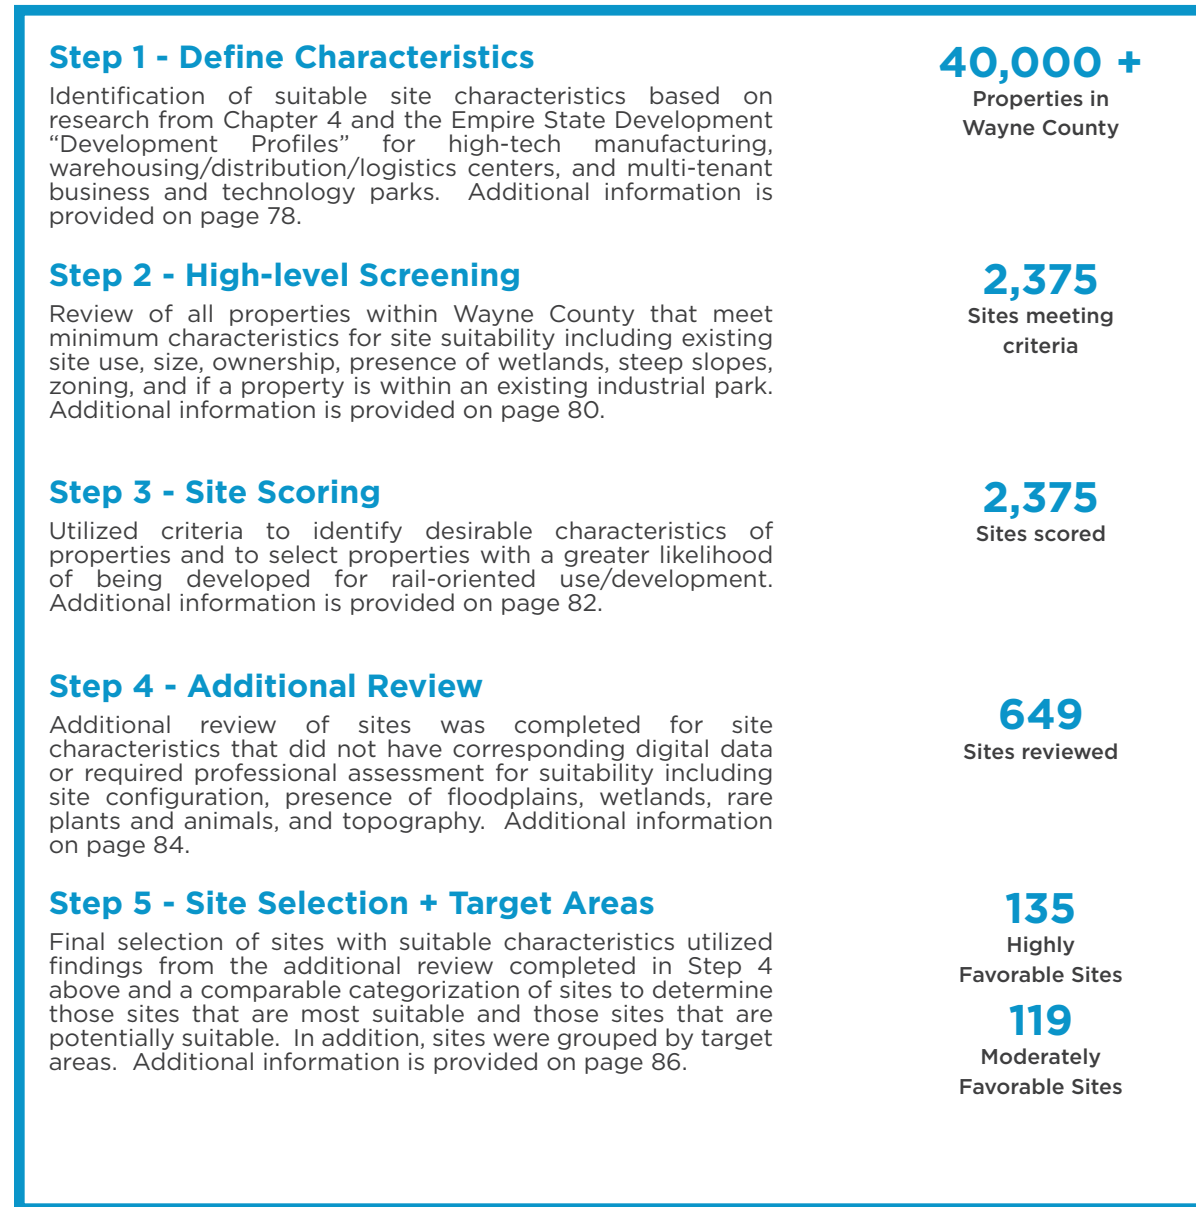 Step 1 - Define Characteristics
Identification of suitable site characteristics based on
research from Chapter 4 and the Empire State Development
“Development Profiles” for high-tech manufacturing,
warehousing/distribution/logistics centers, and multi-tenant
business and technology parks. Additional information is
provided on page 78.
40,000 +
Properties in
Wayne County
Step 2 - High-level Screening
Review of all properties within Wayne County that meet
minimum characteristics for site suitability including existing
site use, size, ownership, presence of wetlands, steep slopes,
zoning, and if a property is within an existing industrial park.
Additional information is provided on page 80.
2,375
Sites meeting
criteria
Step 3 - Site Scoring
Utilized criteria to identify desirable characteristics of
properties and to select properties with a greater likelihood
of being developed for rail-oriented use/development.
Additional information is provided on page 82.
2,375
Sites scored
Step 4 - Additional Review
Additional review of sites was completed for site
characteristics that did not have corresponding digital data
or required professional assessment for suitability including
site configuration, presence of floodplains, wetlands, rare
plants and animals, and topography. Additional information
on page 84.
649
Sites reviewed
Step 5 - Site Selection + Target Areas
Final selection of sites with suitable characteristics utilized
findings from the additional review completed in Step 4
above and a comparable categorization of sites to determine
those sites that are most suitable and those sites that are
potentially suitable. In addition, sites were grouped by target
areas. Additional information is provided on page 86.
135
Highly
Favorable Sites
119
Moderately
Favorable Sites